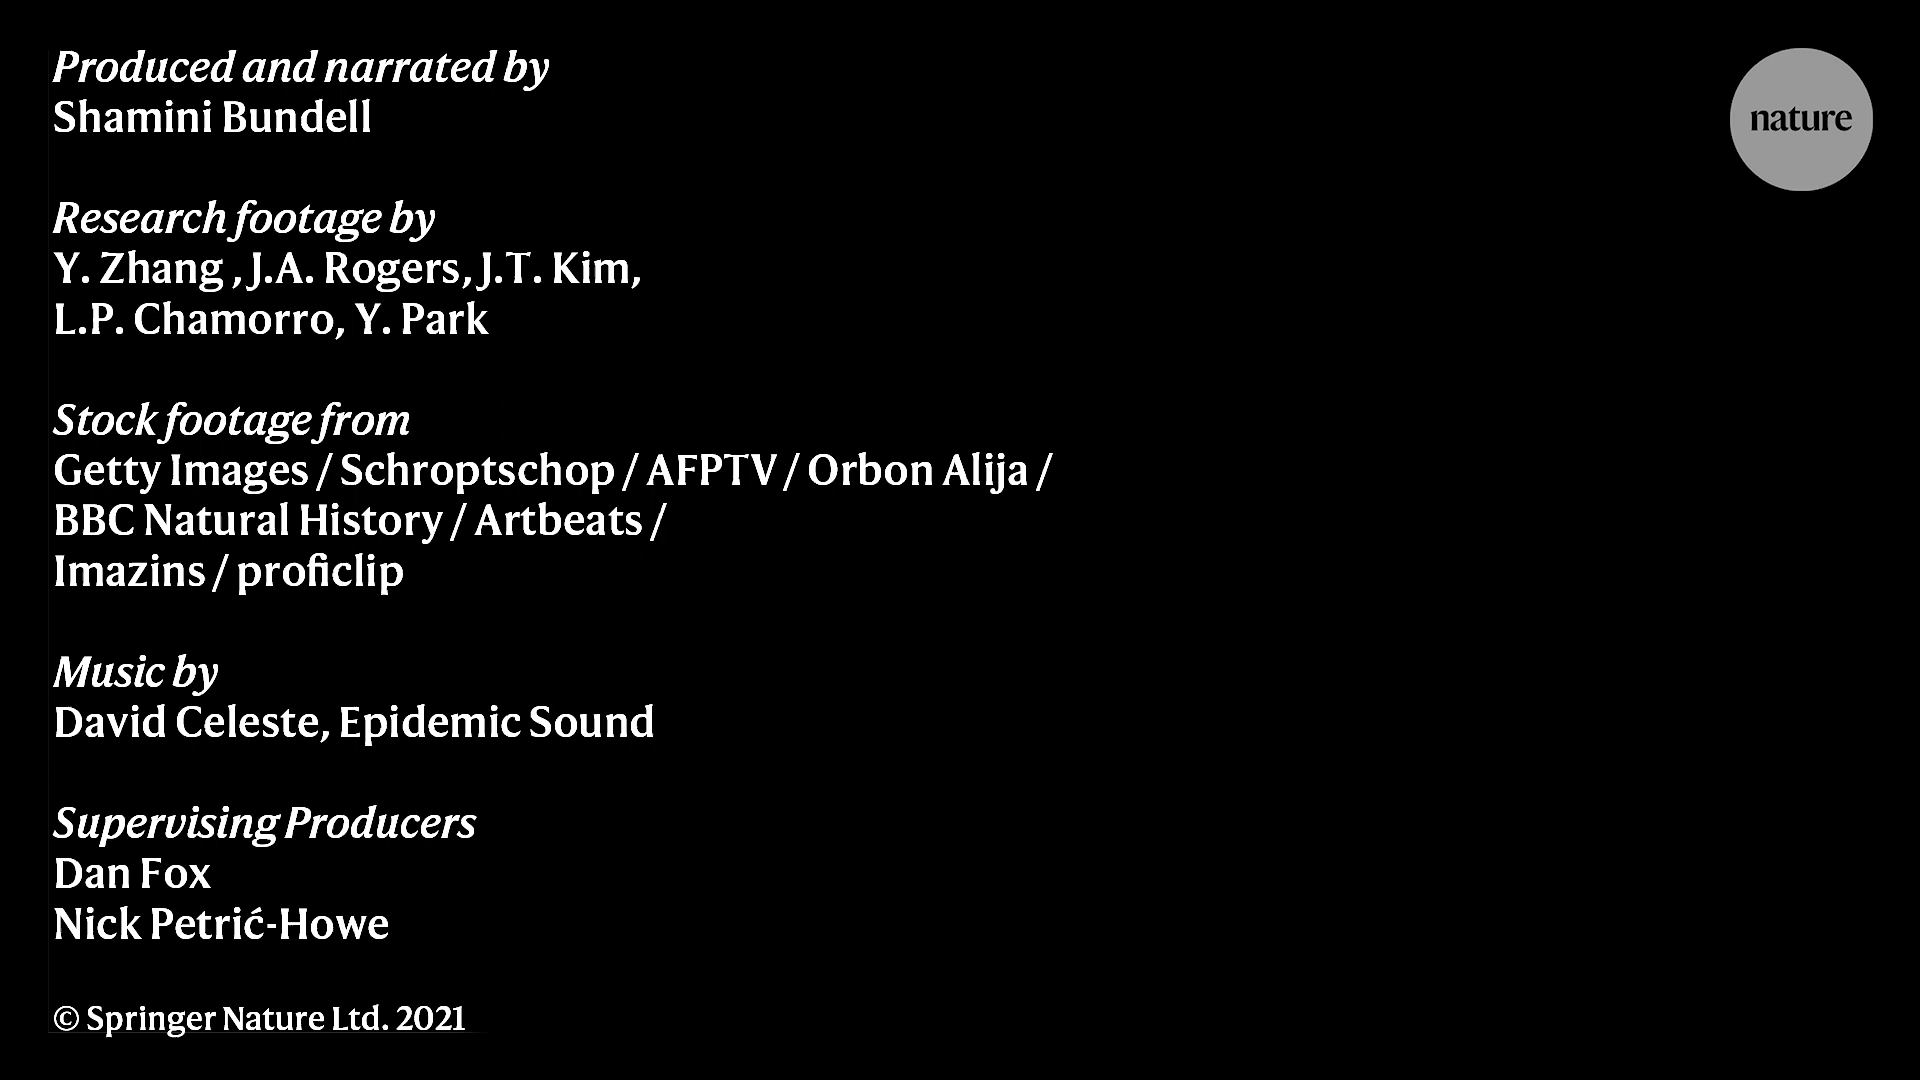 Produced and narrated by
Shamini Bundell
nature
Research footage by
Y. Zhang , J.A. Rogers, J.T. Kim,
L.P. Chamorro, Y. Park
Stock footage from
Getty Images / Schroptschop / AFPTV / Orbon Alija /
BBC Natural History / Artbeats /
Imazins / proficlip
Music by
David Celeste, Epidemic Sound
Supervising Producers
Dan Fox
Nick Petrić-Howe
© Springer Nature Ltd. 2021